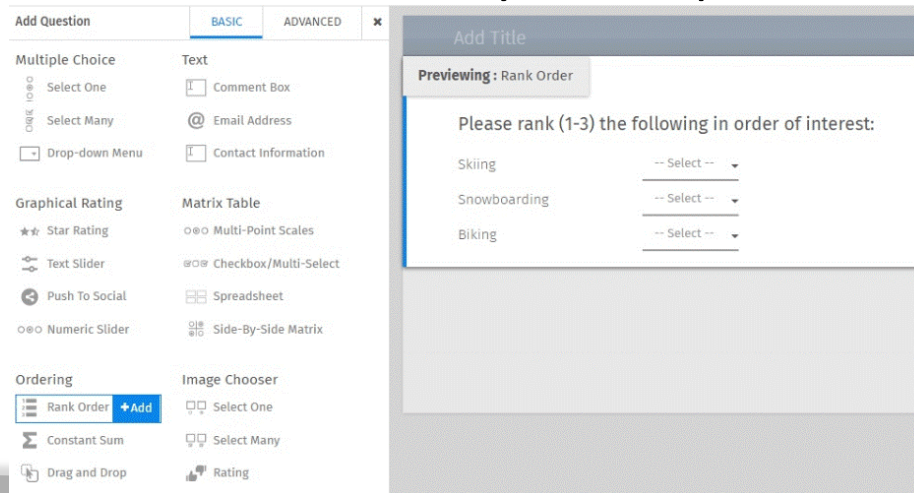 Add Question
BASIC
ADVANCED
×
Multiple Choice
Select One
Select Many
Drop-down Menu
Text
Comment Box
@ Email Address
Contact Information
Graphical Rating
Star Rating
Text Slider
Push To Social
Numeric Slider
Matrix Table
Multi-Point Scales
Checkbox/Multi-Select
Spreadsheet
Side-By-Side Matrix
Ordering
Rank Order +Add
Σ Constant Sum
Drag and Drop
Image Chooser
Select One
Select Many
Rating
Add Title
Previewing : Rank Order
Please rank (1-3) the following in order of interest:
Skiing -- Select --
Snowboarding -- Select --
Biking -- Select --